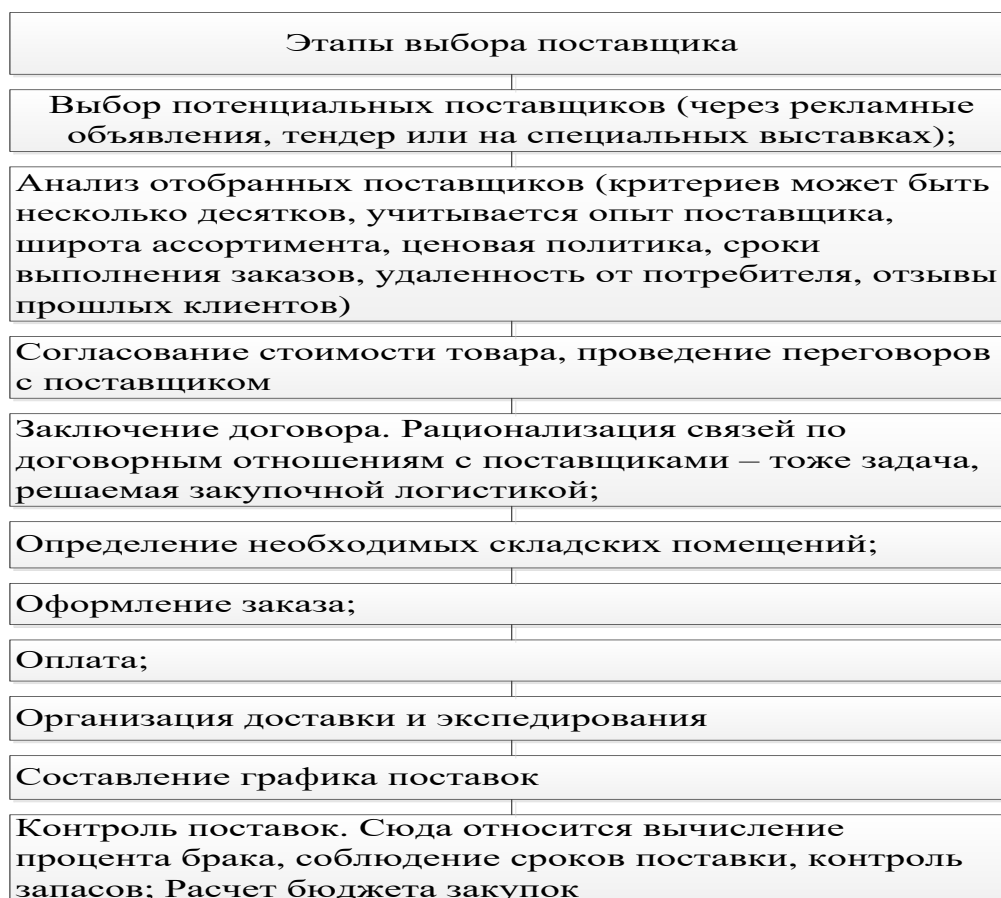 Этапы выбора поставщика
Выбор потенциальных поставщиков (через рекламные
объявления, тендер или на специальных выставках);
Анализ отобранных поставщиков (критериев может быть
несколько десятков, учитывается опыт поставщика,
широта ассортимента, ценовая политика, сроки
выполнения заказов, удаленность от потребителя, отзывы
прошлых клиентов)
Согласование стоимости товара, проведение переговоров
с поставщиком
Заключение договора. Рационализация связей по
договорным отношениям с поставщиками – тоже задача,
решаемая закупочной логистикой;
Определение необходимых складских помещений;
Оформление заказа;
Оплата;
Организация доставки и экспедирования
Составление графика поставок
Контроль поставок. Сюда относится вычисление
процента брака, соблюдение сроков поставки, контроль
запасов; Расчет бюджета закупок